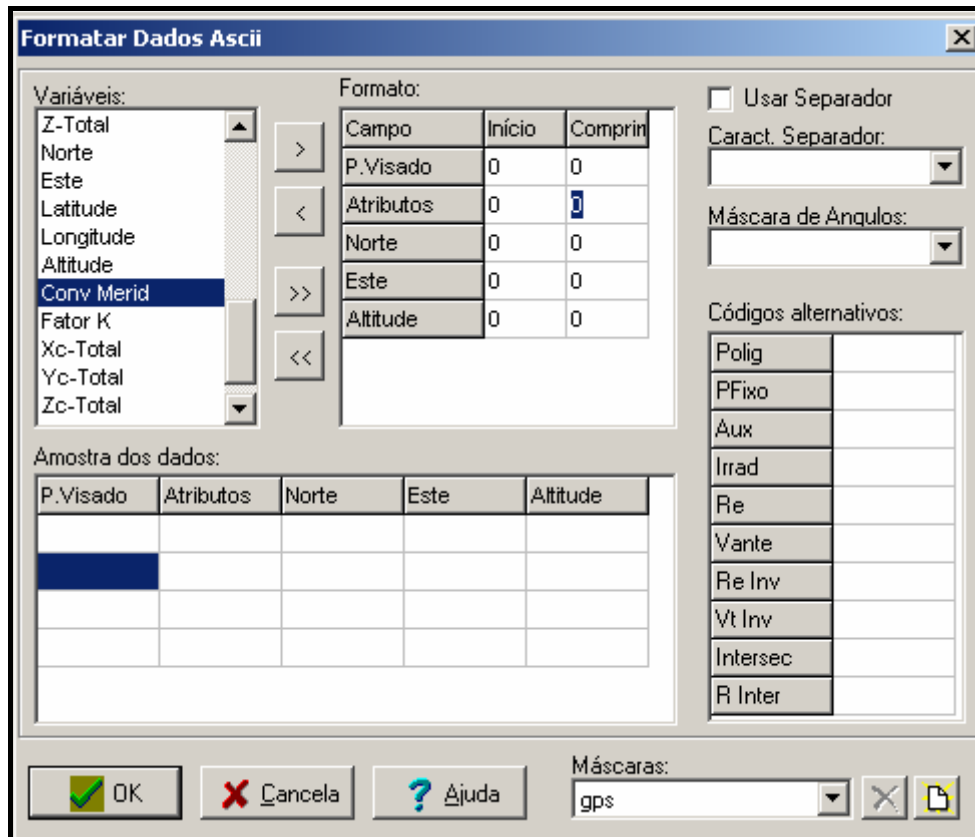 Formatar Dados Ascii
Variáveis:
Z-Total
Norte
Este
Latitude
Longitude
Altitude
Conv Merid
Fator K
Xc-Total
Yc-Total
Zc-Total
>
<
>>
<<
Formato:
Campo Início Comprin
P.Visado 0 0
Atributos 0 0
Norte 0 0
Este 0 0
Altitude 0 0
Usar Separador
Caract. Separador:
Máscara de Angulos:
Códigos alternativos:
Polig
PFixo
Aux
Irrad
Re
Vante
Re Inv
Vt Inv
Intersec
R Inter
Amostra dos dados:
P.Visado Atributos Norte Este Altitude
OK
Cancela
? Ajuda
Máscaras:
gps